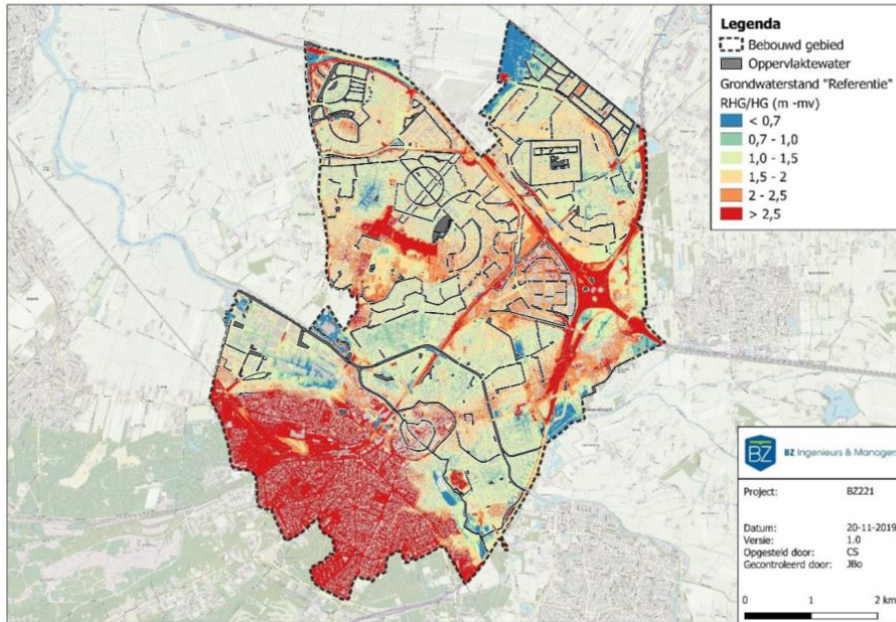 Legenda
Bebouwd gebied
Oppervlaktewater
Grondwaterstand "Referentie"
RHG/HG (m -mv)
< 0,7
0,7 - 1,0
1,0 - 1,5
1,5 - 2
2 - 2,5
> 2,5
BZ BZ Ingenieurs & Managers
Project: BZ221
Datum: 20-11-2019
Versie: 1.0
Opgesteld door: CS
Gecontroleerd door: JBo
0 1 2 km